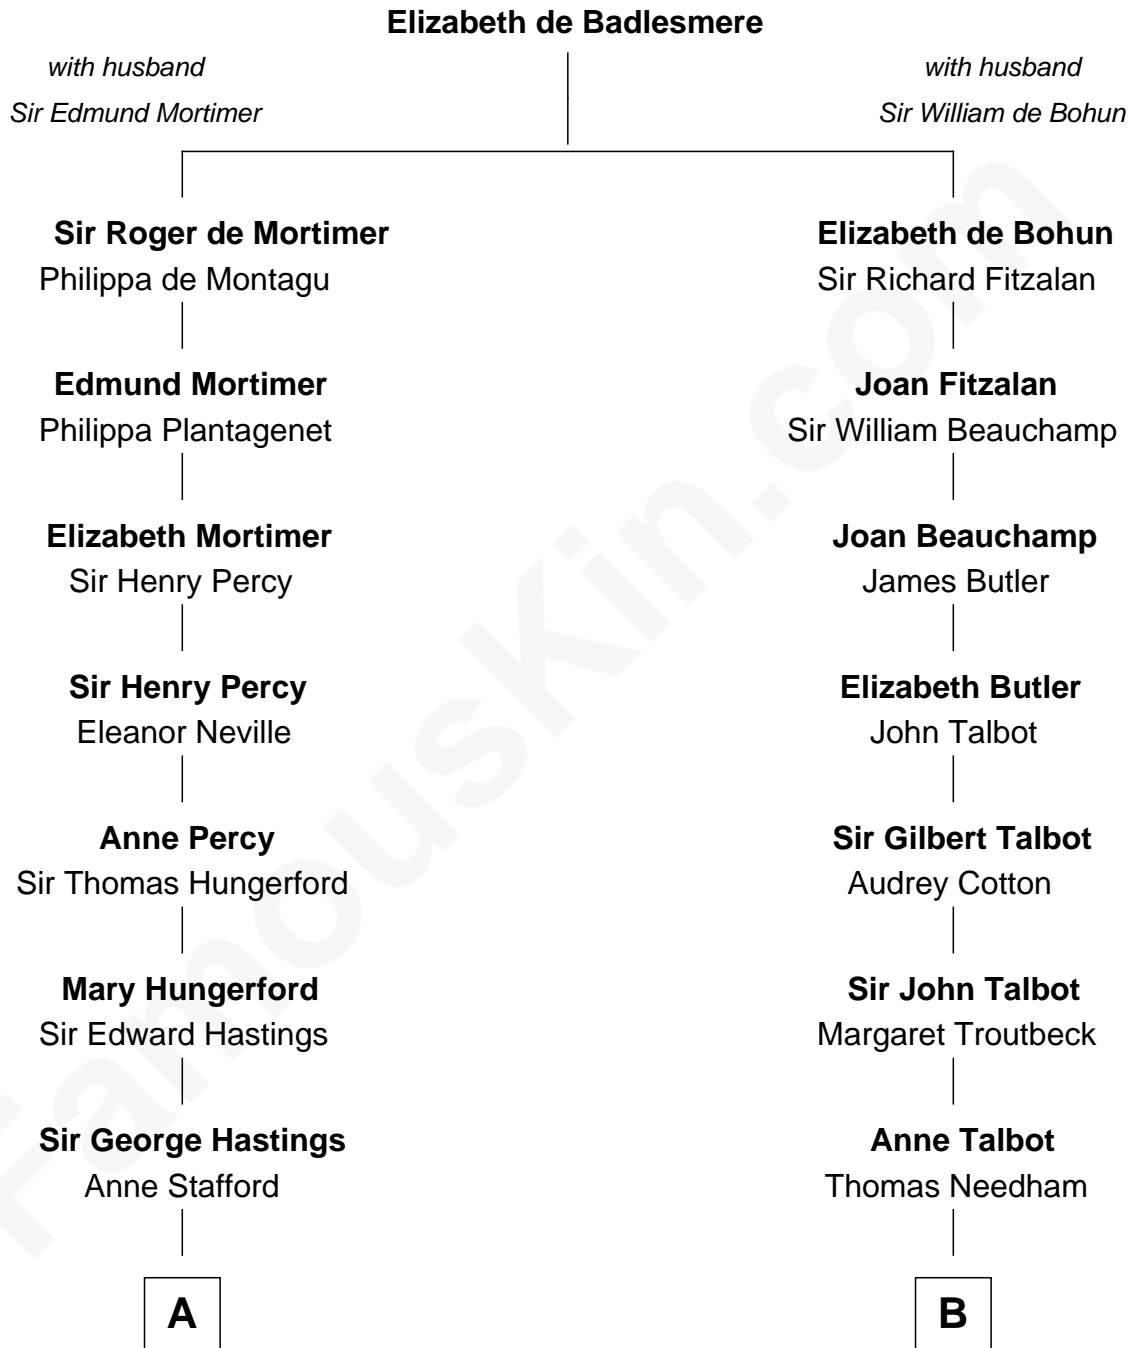 Elizabeth de Badlesmere
with husband
Sir Edmund Mortimer
with husband
Sir William de Bohun
Sir Roger de Mortimer
Philippa de Montagu
Elizabeth de Bohun
Sir Richard Fitzalan
Edmund Mortimer
Philippa Plantagenet
Joan Fitzalan
Sir William Beauchamp
Elizabeth Mortimer
Sir Henry Percy
Joan Beauchamp
James Butler
Sir Henry Percy
Eleanor Neville
Elizabeth Butler
John Talbot
Anne Percy
Sir Thomas Hungerford
Sir Gilbert Talbot
Audrey Cotton
Mary Hungerford
Sir Edward Hastings
Sir John Talbot
Margaret Troutbeck
Sir George Hastings
Anne Stafford
Anne Talbot
Thomas Needham
A
B
FamousKin.com